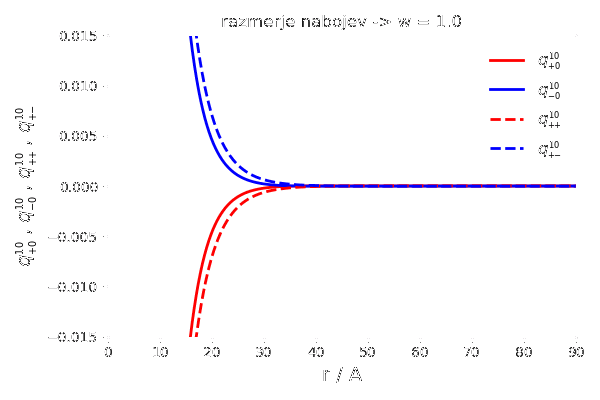 razmerje nabojev -> w = 1.0
q^{10}_{+0} , q^{10}_{-0} , q^{10}_{++} , q^{10}_{+-}
0.015
0.010
0.005
0.000
−0.005
−0.010
−0.015
0 10 20 30 40 50 60 70 80 90
r / A
q^{10}_{+0}
q^{10}_{-0}
q^{10}_{++}
q^{10}_{+-}